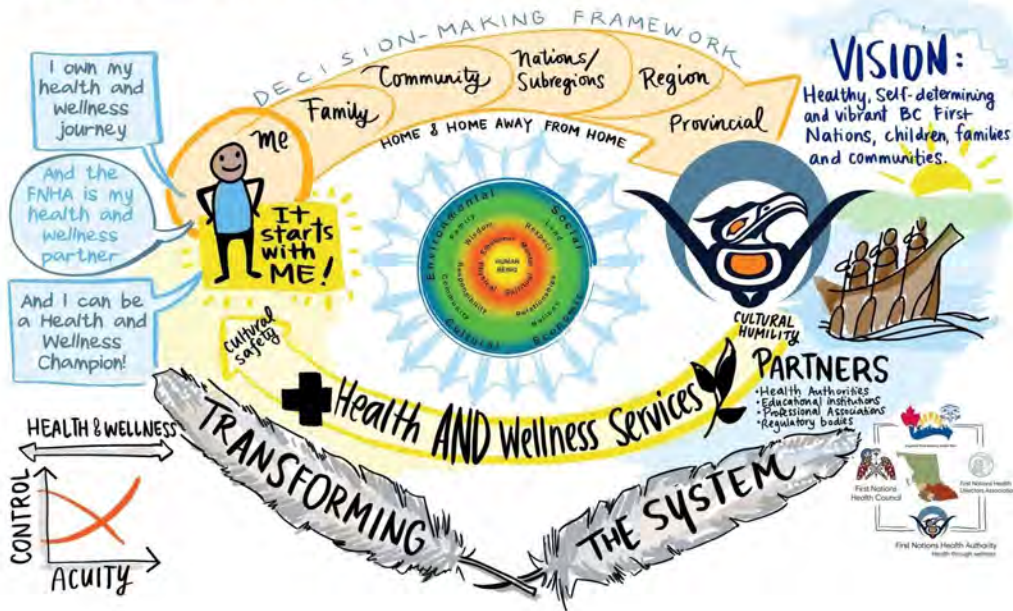 DECISION-MAKING FRAMEWORK
I own my
health and
wellness
journey
And the
FNHA is my
health and
wellness
partner
And I can be
a Health and
Wellness
Champion!
Me
Family
Community
Nations/
Subregions
Region
Provincial
HOME & HOME AWAY FROM HOME
It
starts
with
ME!
VISION:
Healthy, Self-determining
and vibrant BC First
Nations, children, families
and communities.
Environmental
Social
Economic
Cultural
Family
Land
Nations
Community
Wisdom
Respect
Relationships
Responsibility
Physical
Emotional
Mental
Spiritual
HUMAN
BEING
Cultural
Safety
CULTURAL
HUMILITY
Health AND Wellness Services
PARTNERS
•Health Authorities
•Educational institutions
•Professional Associations
•Regulatory bodies
TRANSFORMING
THE SYSTEM
HEALTH & WELLNESS
CONTROL
ACUITY
First Nations
Health Council
First Nations Health
Directors Association
First Nations Health Authority
Health through wellness